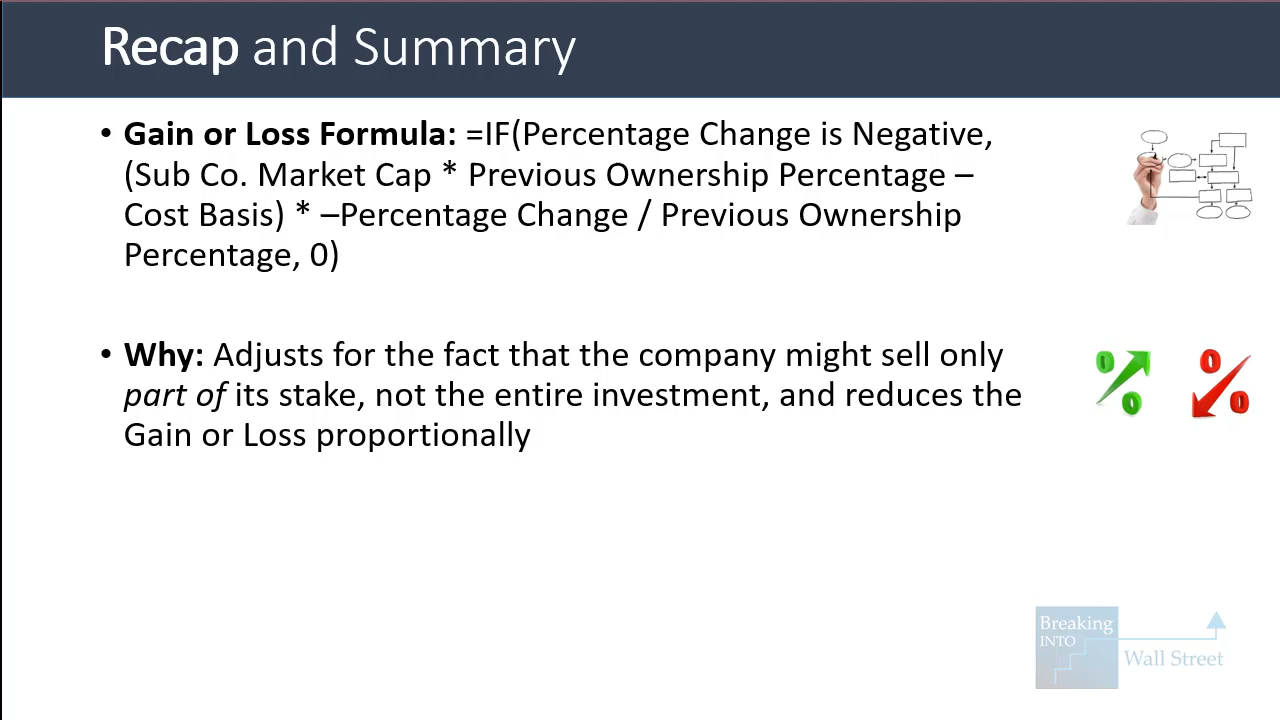 Recap and Summary
• Gain or Loss Formula: =IF(Percentage Change is Negative,
(Sub Co. Market Cap * Previous Ownership Percentage –
Cost Basis) * –Percentage Change / Previous Ownership
Percentage, 0)
• Why: Adjusts for the fact that the company might sell only
part of its stake, not the entire investment, and reduces the
Gain or Loss proportionally
Breaking
INTO
Wall Street